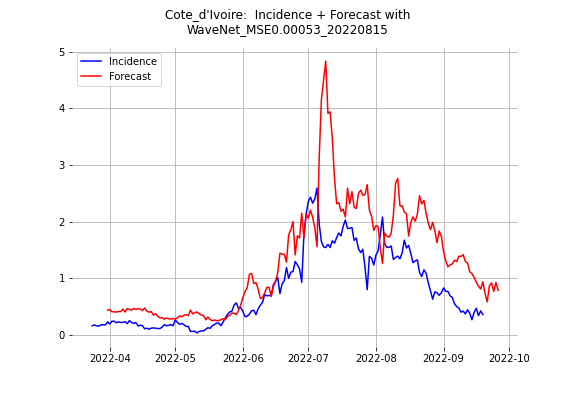 Cote_d'Ivoire:  Incidence + Forecast with
WaveNet_MSE0.00053_20220815
Incidence
Forecast
5
4
3
2
1
0
2022-04 2022-05 2022-06 2022-07 2022-08 2022-09 2022-10